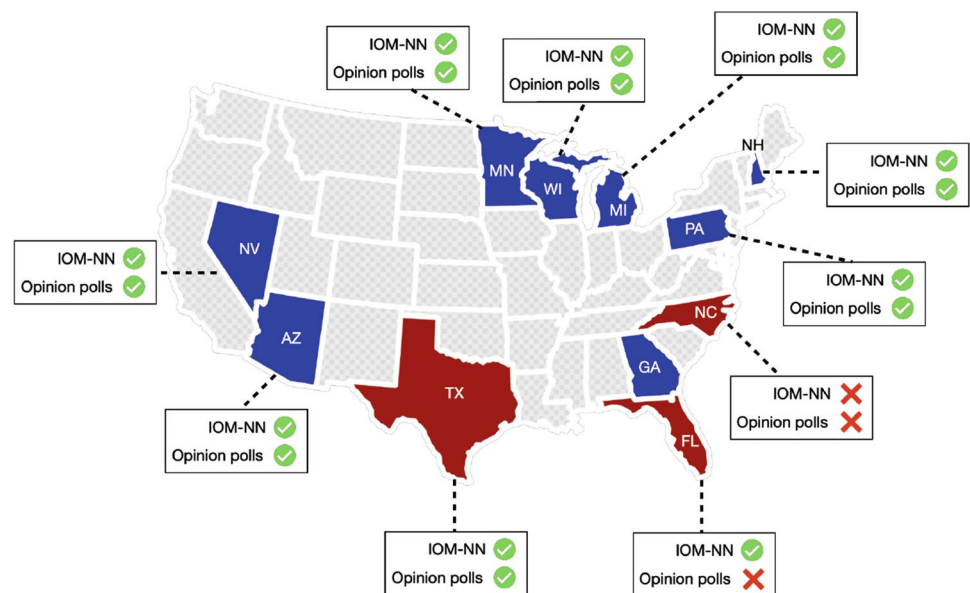 IOM-NN
Opinion polls
IOM-NN
Opinion polls
IOM-NN
Opinion polls
NH
IOM-NN
Opinion polls
MN
WI
MI
PA
NV
IOM-NN
Opinion polls
IOM-NN
Opinion polls
NC
AZ
GA
TX
IOM-NN
Opinion polls
FL
IOM-NN
Opinion polls
IOM-NN
Opinion polls
IOM-NN
Opinion polls